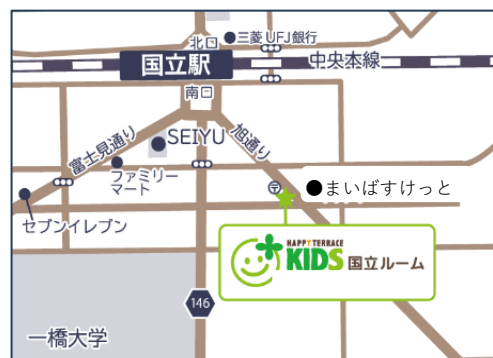 北口
三菱UFJ銀行
国立駅
中央本線
南口
富士見通り
SEIYU
旭通り
ファミリー
マート
〒
●まいばすけっと
セブンイレブン
HAPPY TERRACE
KIDS 国立ルーム
146
一橋大学